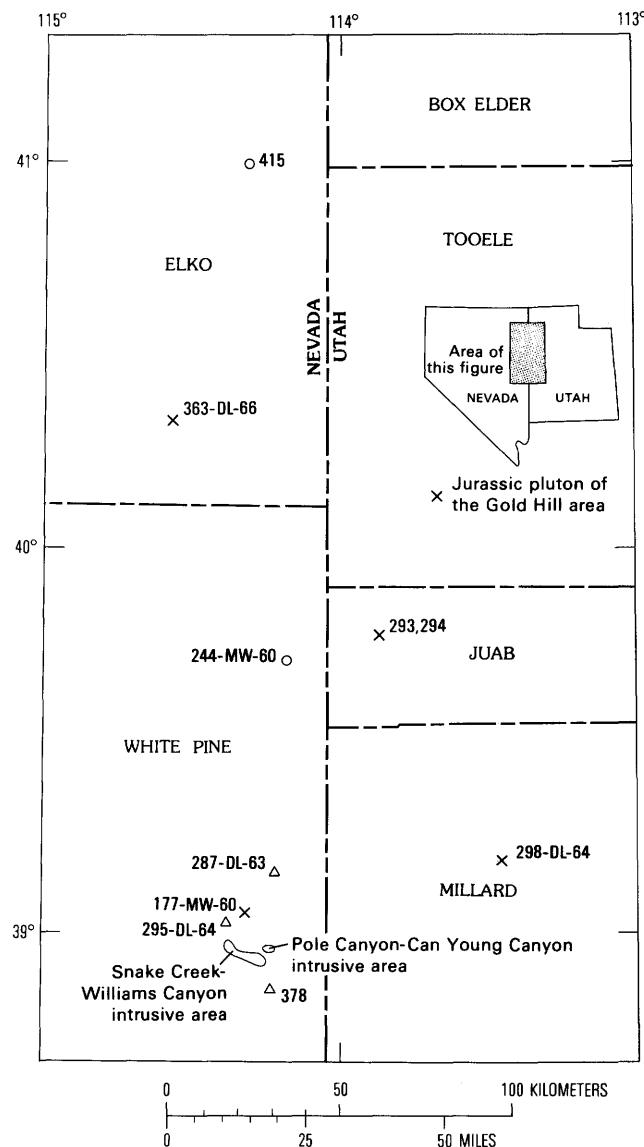 115°
114°
113°
BOX ELDER
41°
415
TOOELE
ELKO
NEVADA
UTAH
Area of
this figure
NEVADA
UTAH
363-DL-66
Jurassic pluton of
the Gold Hill area
40°
293,294
244-MW-60
JUAB
WHITE PINE
287-DL-63
298-DL-64
177-MW-60
MILLARD
295-DL-64
39°
Pole Canyon-Can Young Canyon
intrusive area
Snake Creek-
Williams Canyon
intrusive area
378
0 50 100 KILOMETERS
0 25 50 MILES